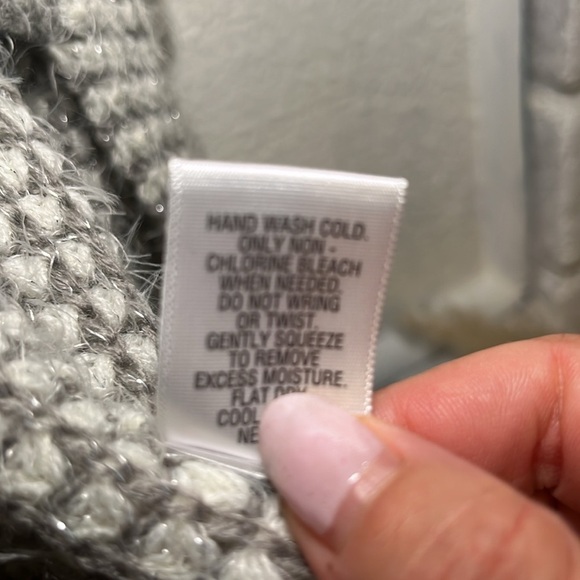 HAND WASH COLD.
ONLY NON -
CHLORINE BLEACH
WHEN NEEDED.
DO NOT WRING
OR TWIST.
GENTLY SQUEEZE
TO REMOVE
EXCESS MOISTURE.
FLAT DRY.
COOL